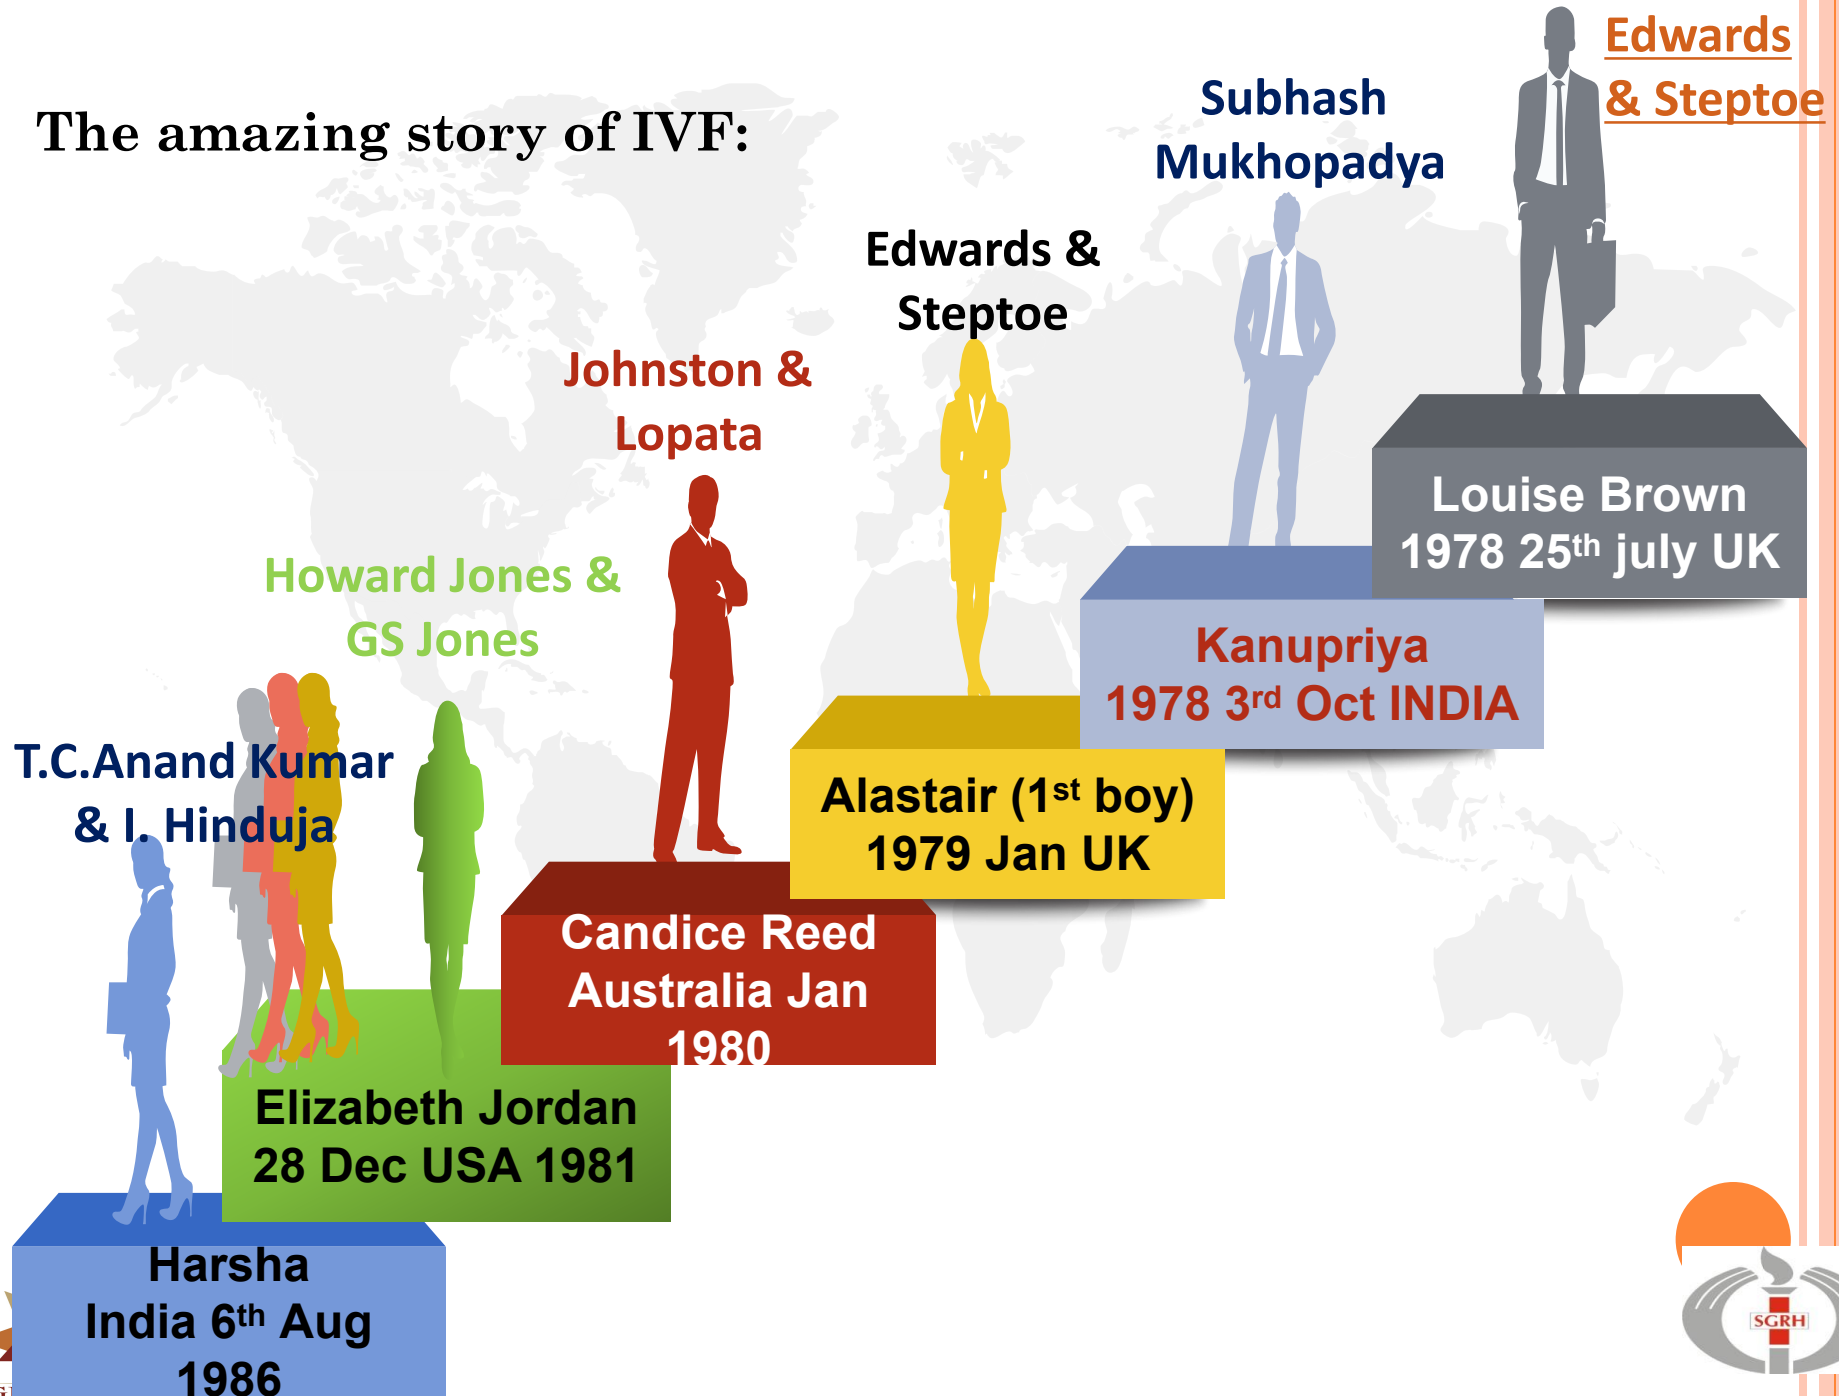 The amazing story of IVF:
Edwards
& Steptoe
Subhash
Mukhopadya
Edwards &
Steptoe
Johnston &
Lopata
Howard Jones &
GS Jones
T.C.Anand Kumar
& I. Hinduja
Louise Brown
1978 25th july UK
Kanupriya
1978 3rd Oct INDIA
Alastair (1st boy)
1979 Jan UK
Candice Reed
Australia Jan
1980
Elizabeth Jordan
28 Dec USA 1981
Harsha
India 6th Aug
1986
SGRH